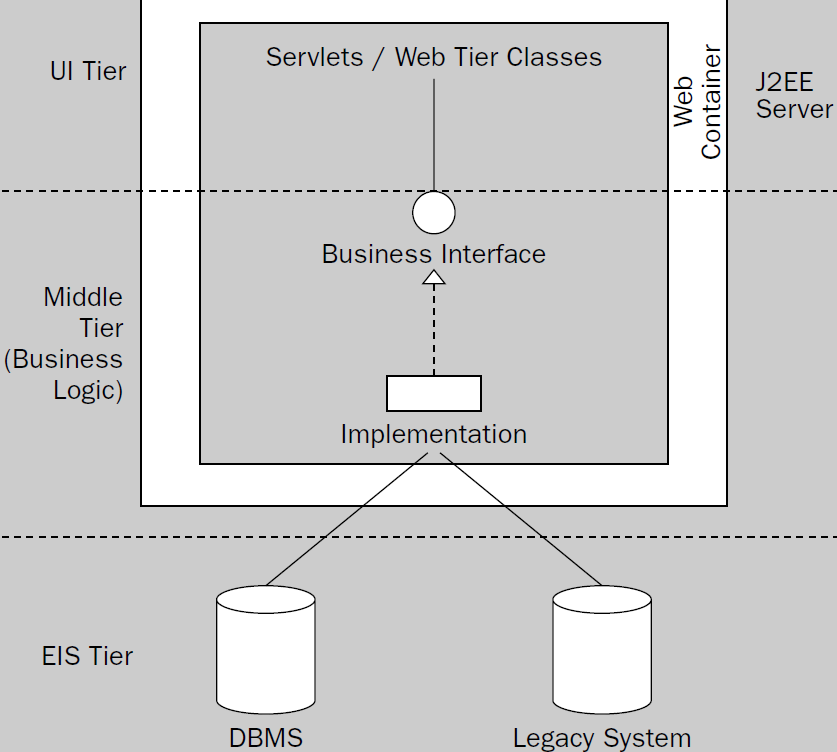 UI Tier
Servlets / Web Tier Classes
Web
Container
J2EE
Server
Business Interface
Middle
Tier
(Business
Logic)
Implementation
EIS Tier
DBMS
Legacy System